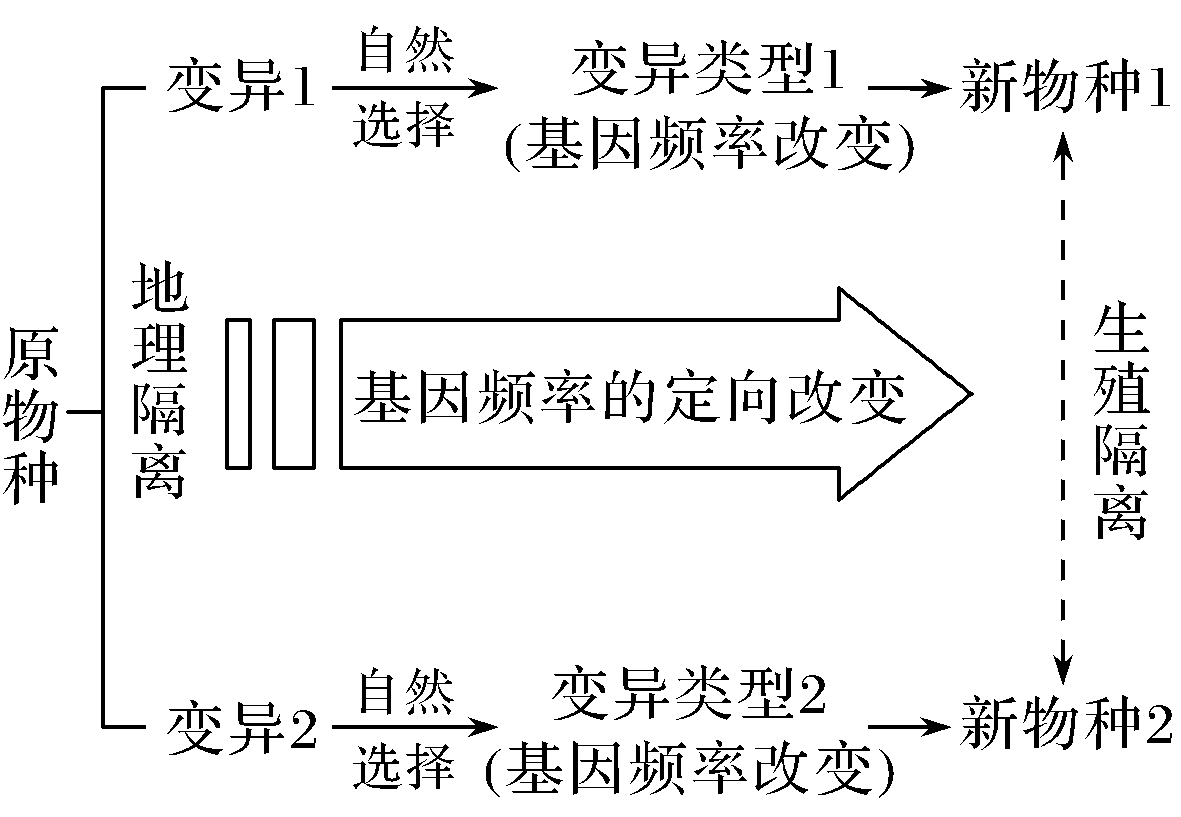 原物种
地理隔离
变异1
自然
选择
变异类型1
(基因频率改变)
新物种1
基因频率的定向改变
生殖隔离
变异2
自然
选择
变异类型2
(基因频率改变)
新物种2